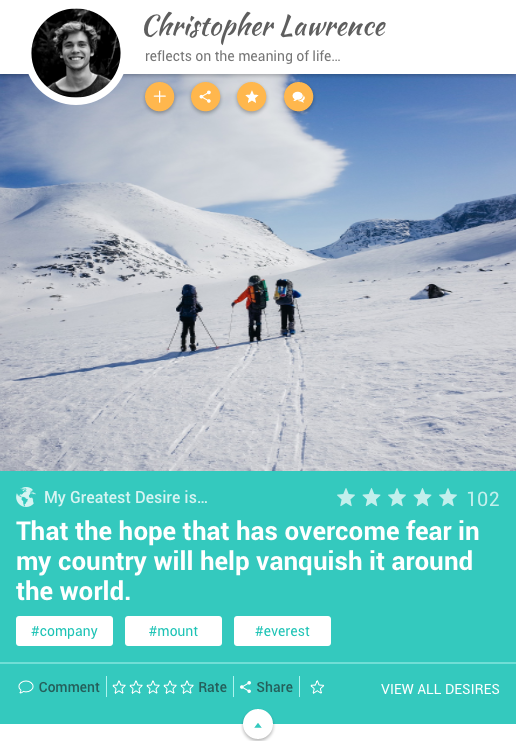 Christopher Lawrence
reflects on the meaning of life…
My Greatest Desire is… 102
That the hope that has overcome fear in
my country will help vanquish it around
the world.
#company #mount #everest
Comment Rate Share VIEW ALL DESIRES